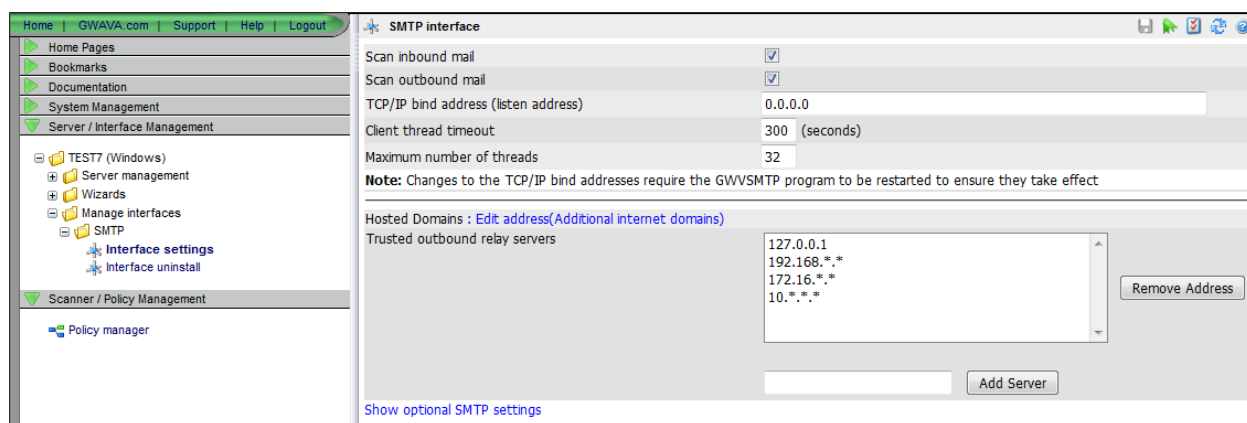 Home | GWAVA.com | Support | Help | Logout
Home Pages
Bookmarks
Documentation
System Management
Server / Interface Management
TEST7 (Windows)
Server management
Wizards
Manage interfaces
SMTP
Interface settings
Interface uninstall
Scanner / Policy Management
Policy manager
SMTP interface
Scan inbound mail
Scan outbound mail
TCP/IP bind address (listen address) 0.0.0.0
Client thread timeout 300 (seconds)
Maximum number of threads 32
Note: Changes to the TCP/IP bind addresses require the GWVSMTP program to be restarted to ensure they take effect
Hosted Domains : Edit address(Additional internet domains)
Trusted outbound relay servers
127.0.0.1
192.168.*.*
172.16.*.*
10.*.*.*
Remove Address
Add Server
Show optional SMTP settings